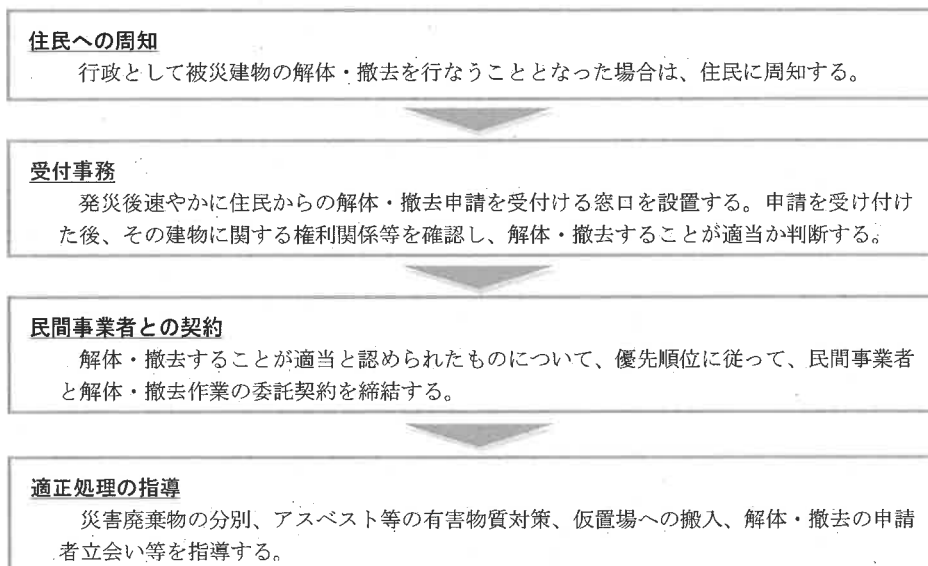 住民への周知
行政として被災建物の解体・撤去を行なうこととなった場合は、住民に周知する。
受付事務
発災後速やかに住民からの解体・撤去申請を受付ける窓口を設置する。申請を受け付け
た後、その建物に関する権利関係等を確認し、解体・撤去することが適当か判断する。
民間事業者との契約
解体・撤去することが適当と認められたものについて、優先順位に従って、民間事業者
と解体・撤去作業の委託契約を締結する。
適正処理の指導
災害廃棄物の分別、アスベスト等の有害物質対策、仮置場への搬入、解体・撤去の申請
者立会い等を指導する。